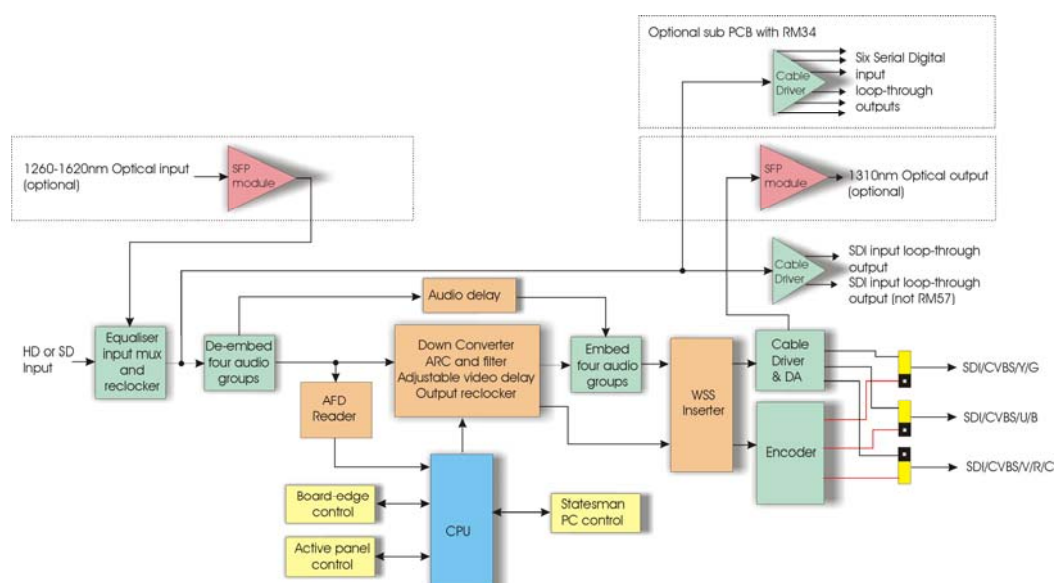 Optional sub PCB with RM34
Cable
Driver
Six Serial Digital
input
loop-through
outputs
1260-1620nm Optical input
(optional)
SFP
module
SFP
module
1310nm Optical output
(optional)
Cable
Driver
SDI input loop-through
output
SDI input loop-through
output (not RM57)
Audio delay
HD or SD
Input
Equaliser
input mux
and
reclocker
De-embed
four audio
groups
Down Converter
ARC and filter
Adjustable video delay
Output reclocker
Embed
four audio
groups
WSS
Inserter
Cable
Driver
& DA
SDI/CVBS/Y/G
AFD
Reader
Encoder
SDI/CVBS/U/B
SDI/CVBS/V/R/C
Board-edge
control
CPU
Statesman
PC control
Active panel
control